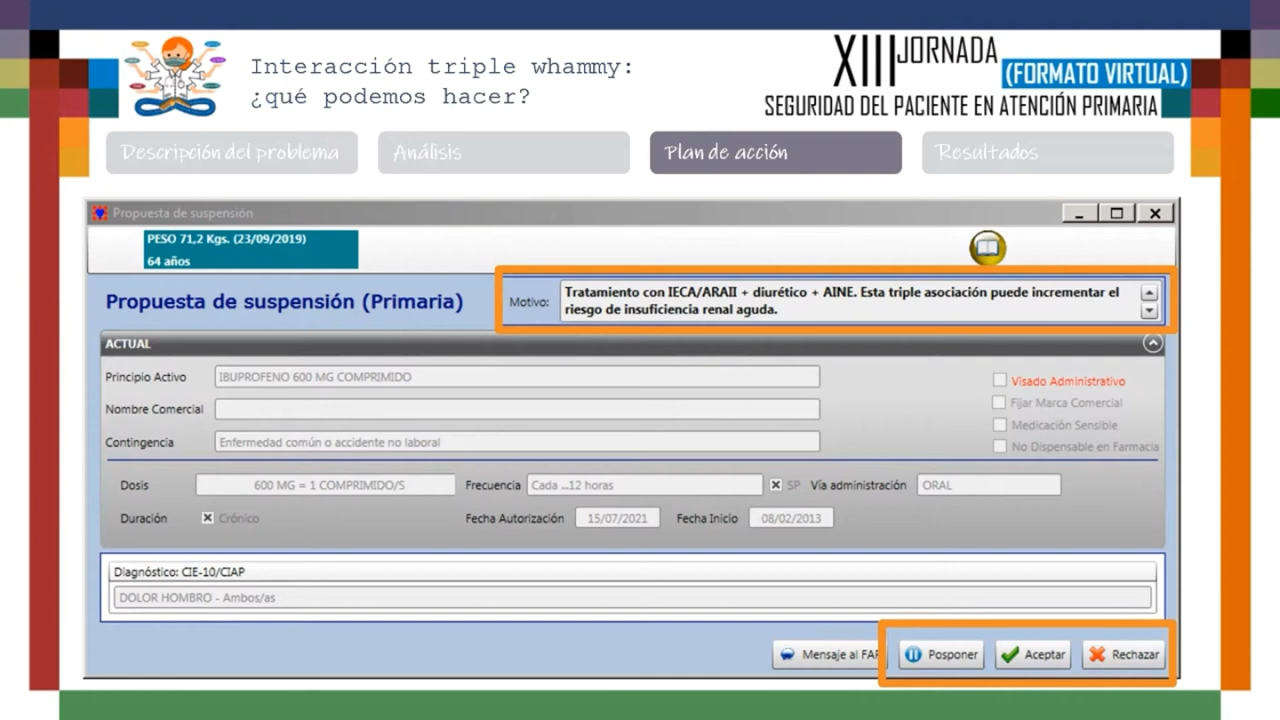 Interacción triple whammy:
¿qué podemos hacer?
XIII JORNADA
(FORMATO VIRTUAL)
SEGURIDAD DEL PACIENTE EN ATENCIÓN PRIMARIA
Descripción del problema
Análisis
Plan de acción
Resultados
Propuesta de suspensión
PESO 71,2 Kgs. (23/09/2019)
64 años
Propuesta de suspensión (Primaria)
Motivo:
Tratamiento con IECA/ARAII + diurético + AINE. Esta triple asociación puede incrementar el
riesgo de insuficiencia renal aguda.
ACTUAL
Principio Activo IBUPROFENO 600 MG COMPRIMIDO
Visado Administrativo
Nombre Comercial
Fijar Marca Comercial
Medicación Sensible
Contingencia Enfermedad común o accidente no laboral
No Dispensable en Farmacia
Dosis 600 MG = 1 COMPRIMIDO/S Frecuencia Cada ...12 horas SP Vía administración ORAL
Duración Crónico Fecha Autorización 15/07/2021 Fecha Inicio 08/02/2013
Diagnóstico: CIE-10/CIAP
DOLOR HOMBRO - Ambos/as
Mensaje al FAR Posponer Aceptar Rechazar